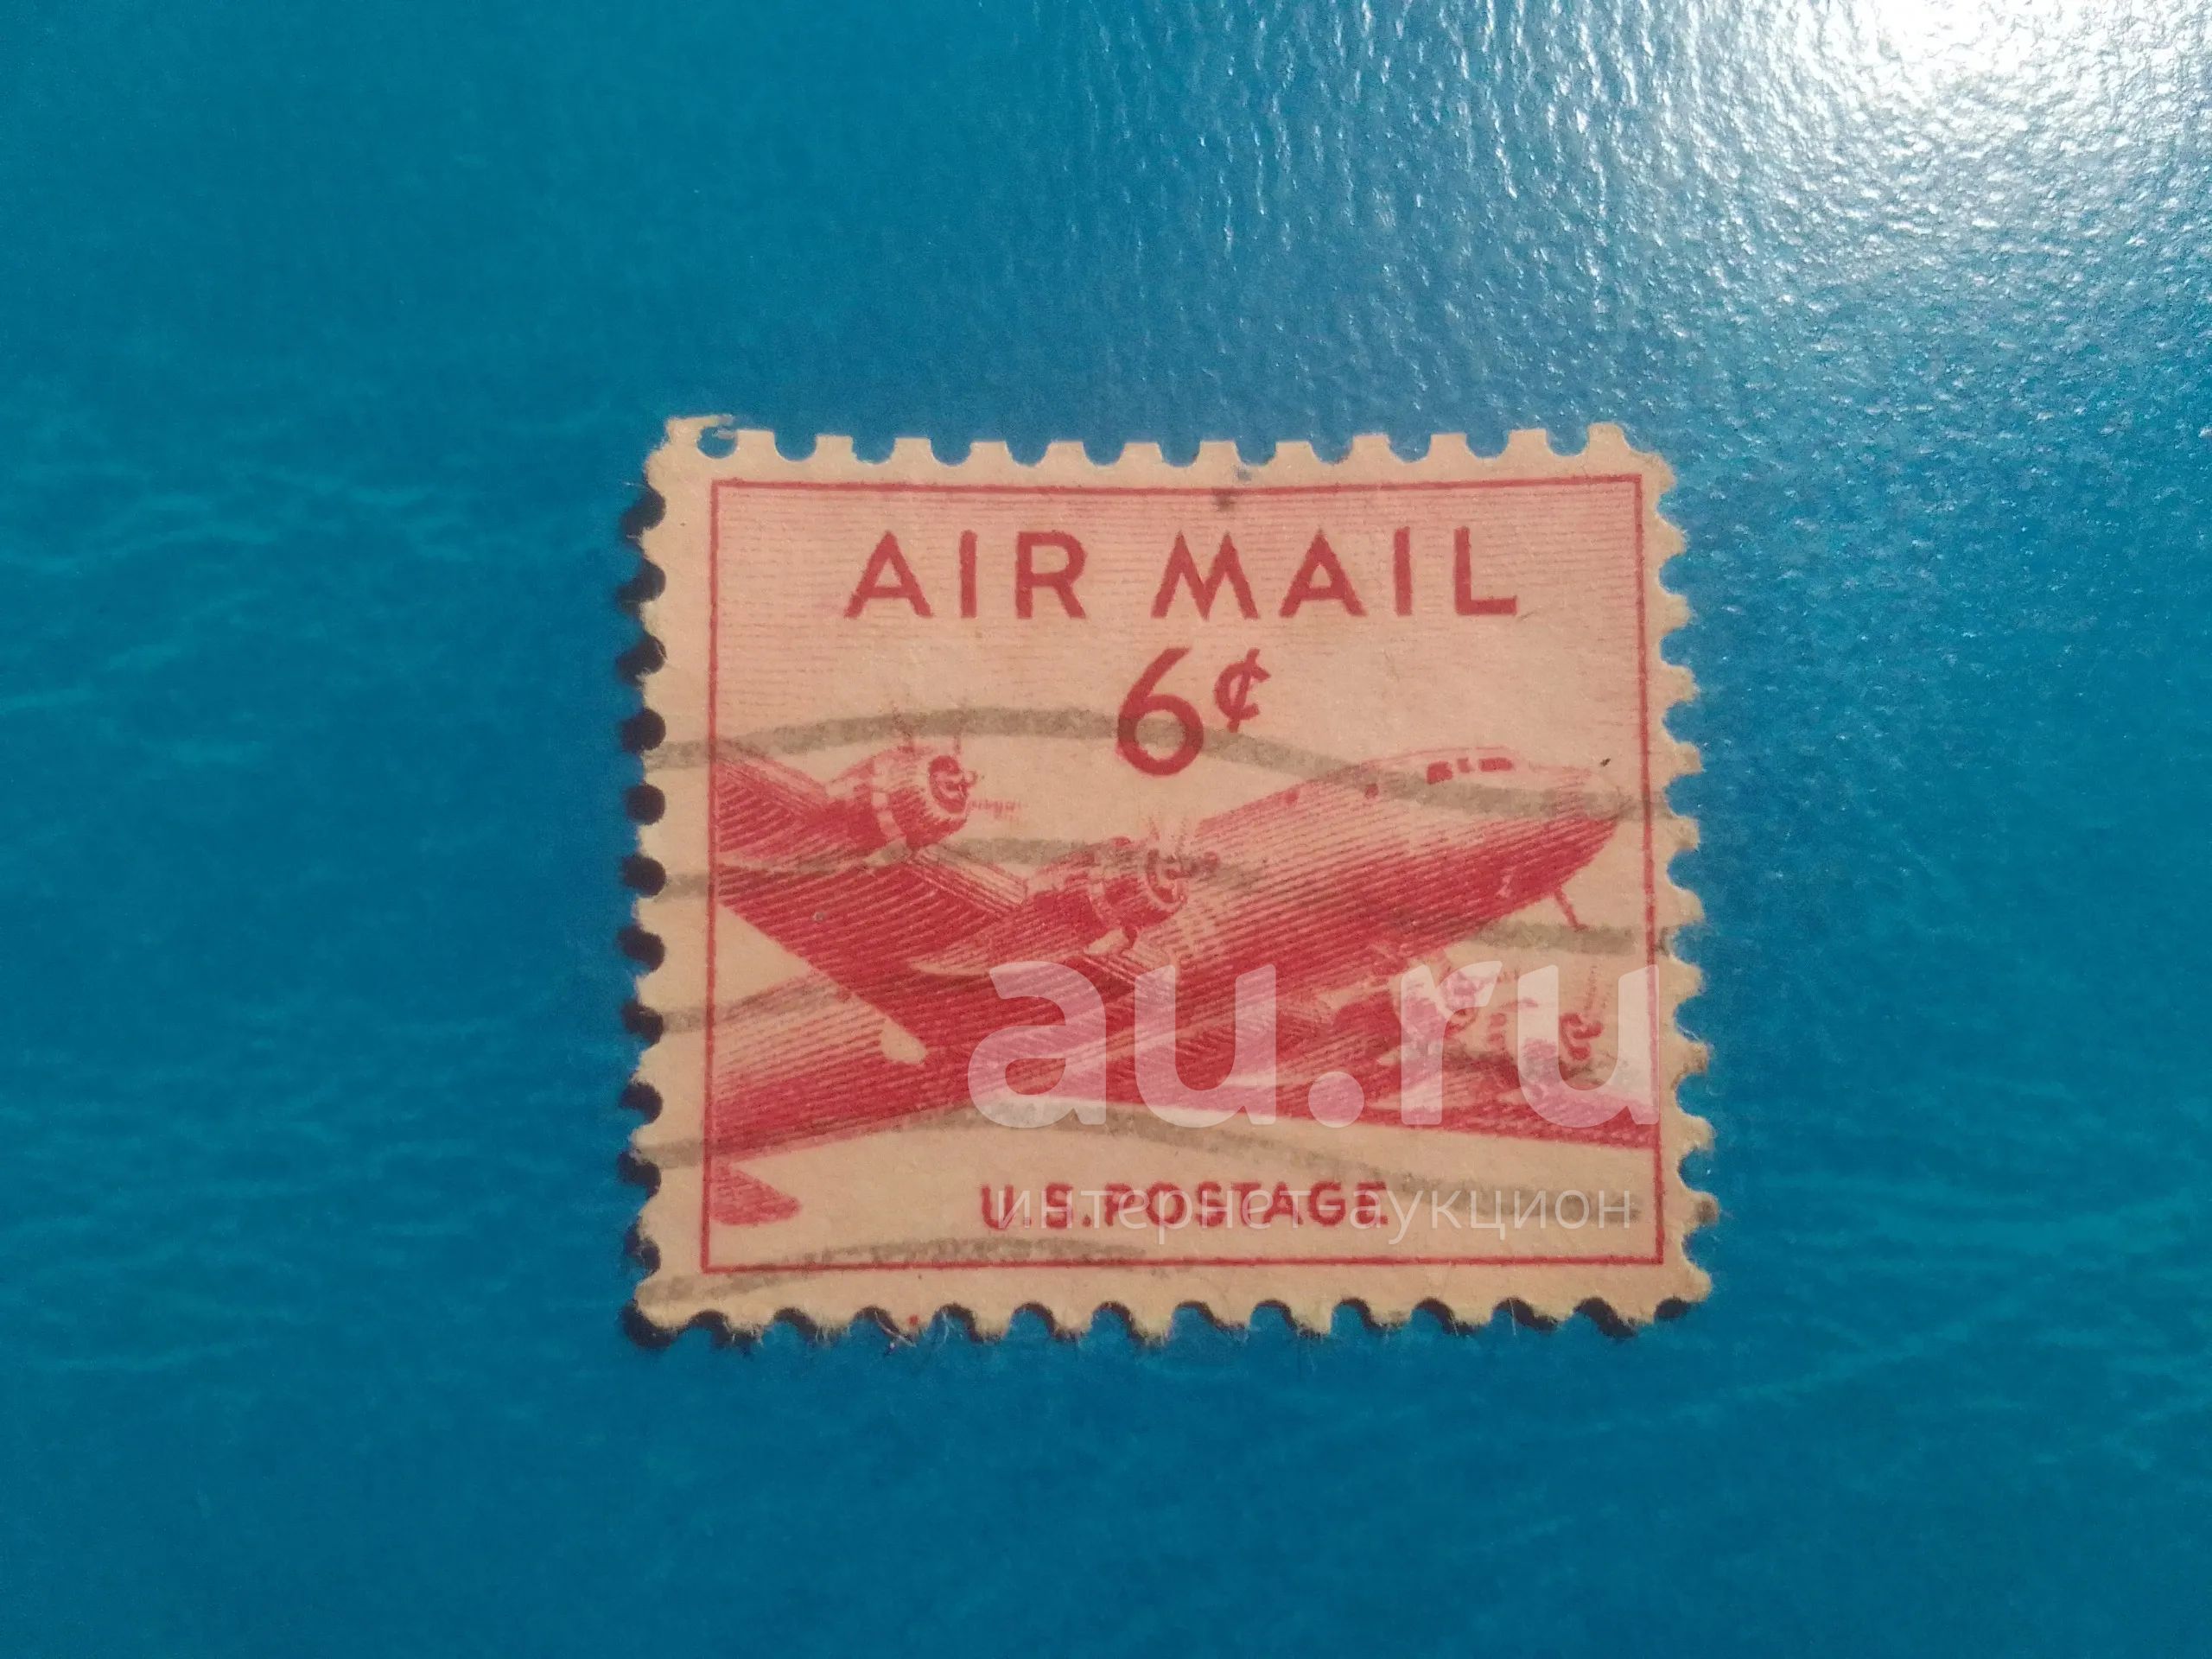 AIR MAIL
6¢
au.ru
U.S. POSTAGE
интернет-аукцион